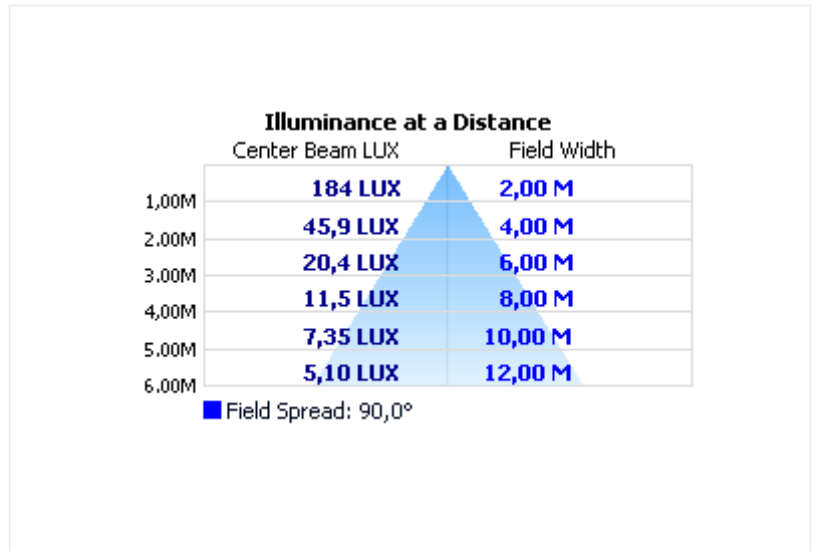 Illuminance at a Distance
Center Beam LUX Field Width
184 LUX 2,00 M
1,00M
45,9 LUX 4,00 M
2.00M
20,4 LUX 6,00 M
3.00M
11,5 LUX 8,00 M
4,00M
7,35 LUX 10,00 M
5.00M
5,10 LUX 12,00 M
6.00M
Field Spread: 90,0°